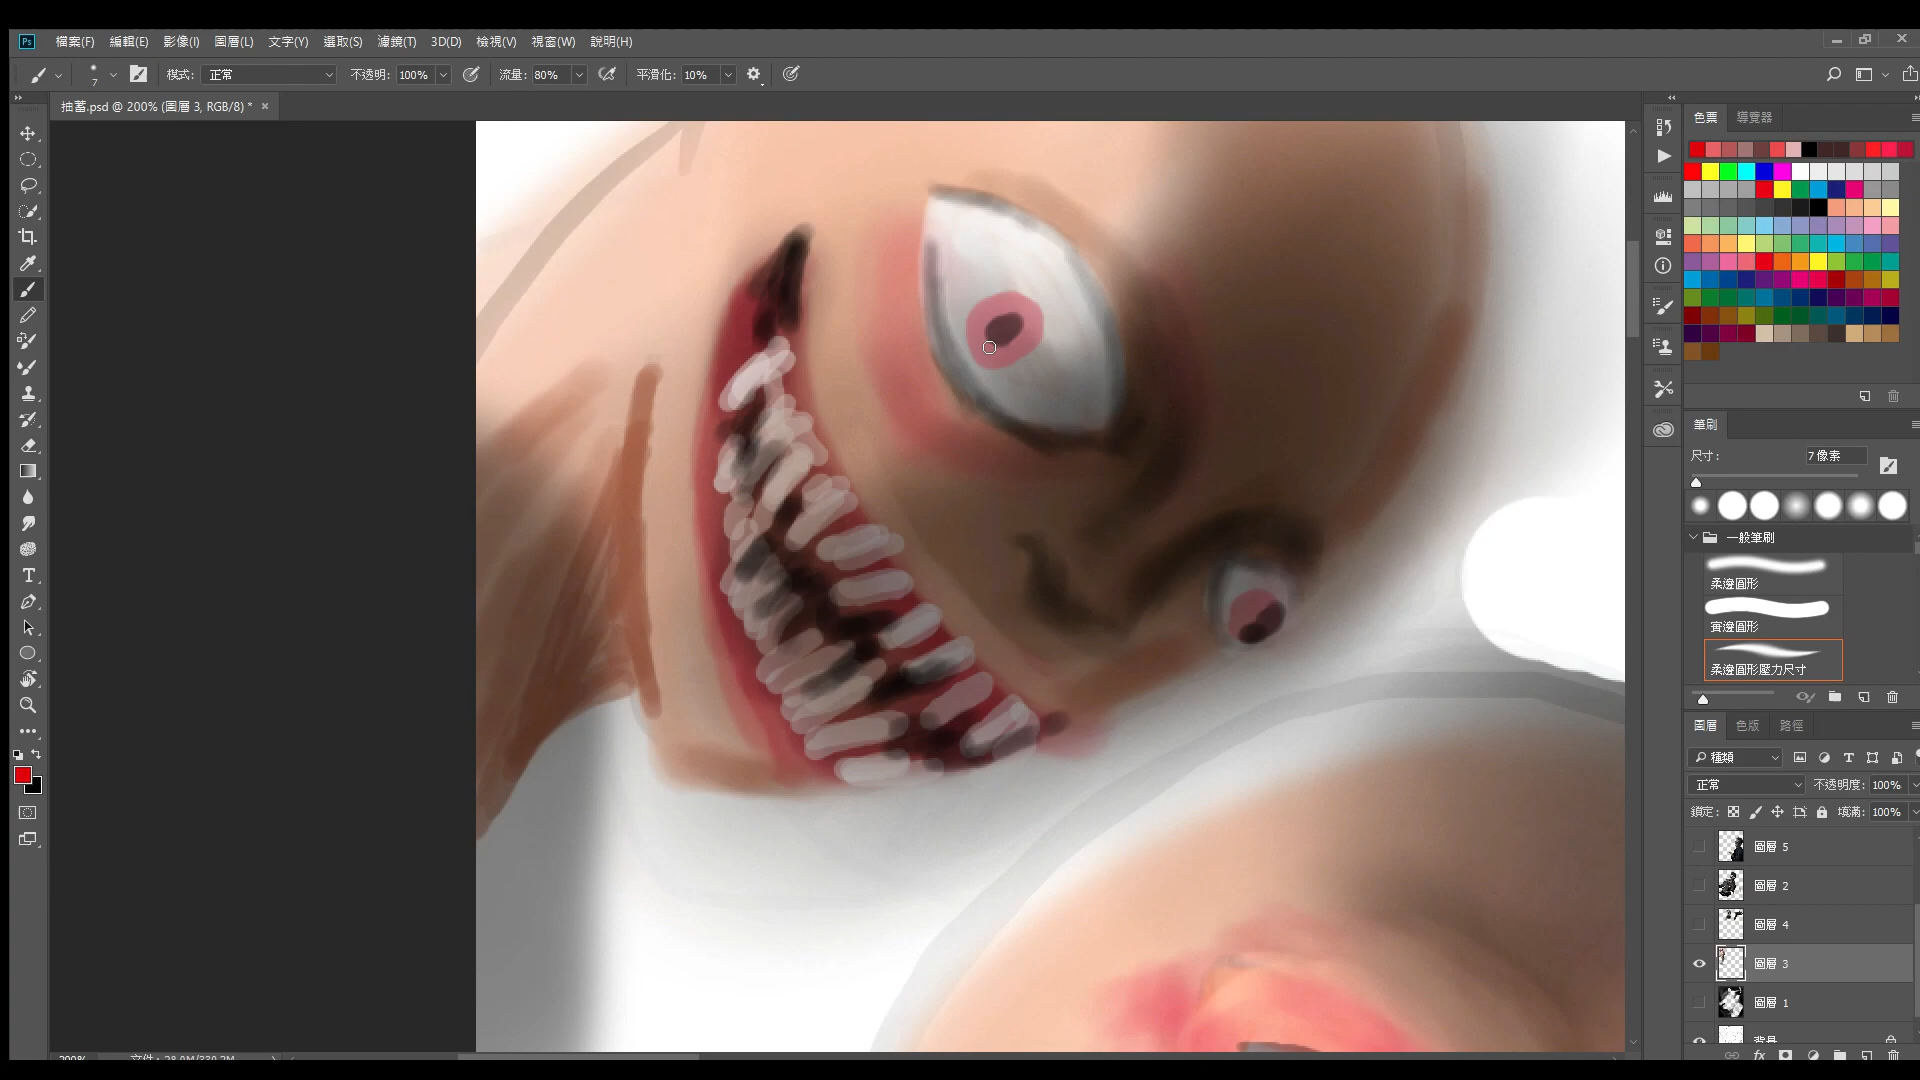 Ps 檔案(F) 編輯(E) 影像(I) 圖層(L) 文字(Y) 選取(S) 濾鏡(T) 3D(D) 檢視(V) 視窗(W) 說明(H)
7 模式: 正常 不透明: 100% 流量: 80% 平滑化: 10%
抽蓄.psd @ 200% (圖層 3, RGB/8) *
色票 導覽器
筆刷
尺寸: 7 像素
一般筆刷
柔邊圓形
實邊圓形
柔邊圓形壓力尺寸
圖層 色版 路徑
種類
正常 不透明度: 100%
鎖定: 填滿: 100%
圖層 5
圖層 2
圖層 4
圖層 3
圖層 1
背景
fx
200% 文件: 28.0M/330.2M